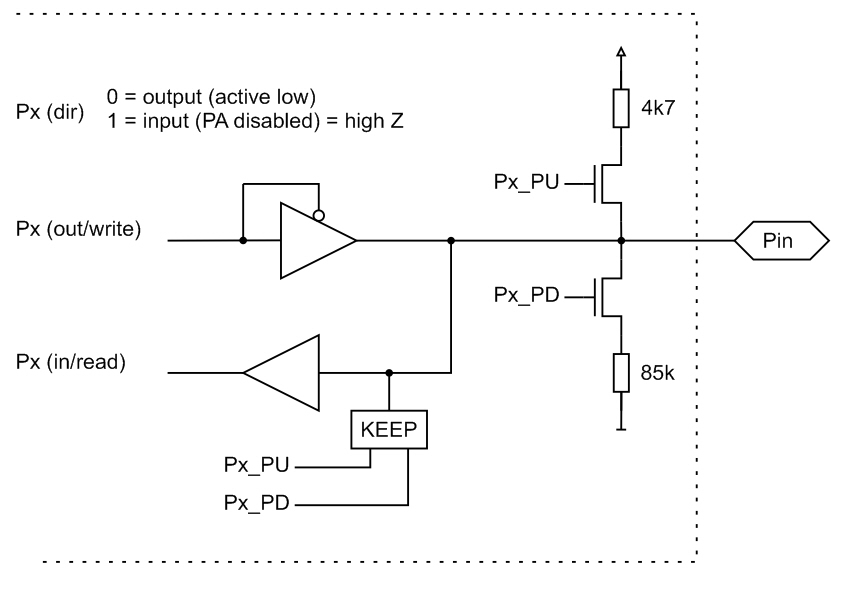 0 = output (active low)
Px (dir)
1 = input (PA disabled) = high Z
4k7
Px_PU
Px (out/write)
Pin
Px_PD
Px (in/read)
85k
KEEP
Px_PU
Px_PD